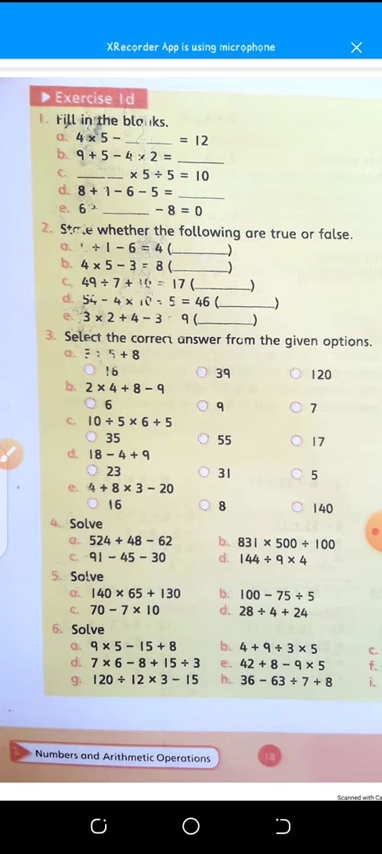 XRecorder App is using microphone
Exercise 1d
1. Fill in the blanks.
a. 4 × 5 - ______ = 12
b. 9 + 5 - 4 × 2 = ______
c. ______ × 5 ÷ 5 = 10
d. 8 + 1 - 6 - 5 = ______
e. 6 ______ - 8 = 0
2. State whether the following are true or false.
a. ÷ 1 - 6 = 4 (______)
b. 4 × 5 - 3 = 8 (______)
c. 49 ÷ 7 + 10 = 17 (______)
d. 54 - 4 × 10 ÷ 5 = 46 (______)
e. 3 × 2 + 4 - 3 = 9 (______)
3. Select the correct answer from the given options.
a. 5 + 8
16 39 120
b. 2 × 4 + 8 - 9
6 9 7
c. 10 ÷ 5 × 6 + 5
35 55 17
d. 18 - 4 + 9
23 31 5
e. 4 + 8 × 3 - 20
16 8 140
4. Solve
a. 524 + 48 - 62 b. 831 × 500 ÷ 100
c. 91 - 45 - 30 d. 144 ÷ 9 × 4
5. Solve
a. 140 × 65 + 130 b. 100 - 75 ÷ 5
c. 70 - 7 × 10 d. 28 ÷ 4 + 24
6. Solve
a. 9 × 5 - 15 + 8 b. 4 + 9 ÷ 3 × 5 c.
d. 7 × 6 - 8 + 15 ÷ 3 e. 42 + 8 - 9 × 5 f.
g. 120 ÷ 12 × 3 - 15 h. 36 - 63 ÷ 7 + 8 i.
Numbers and Arithmetic Operations 18
Scanned with Ca